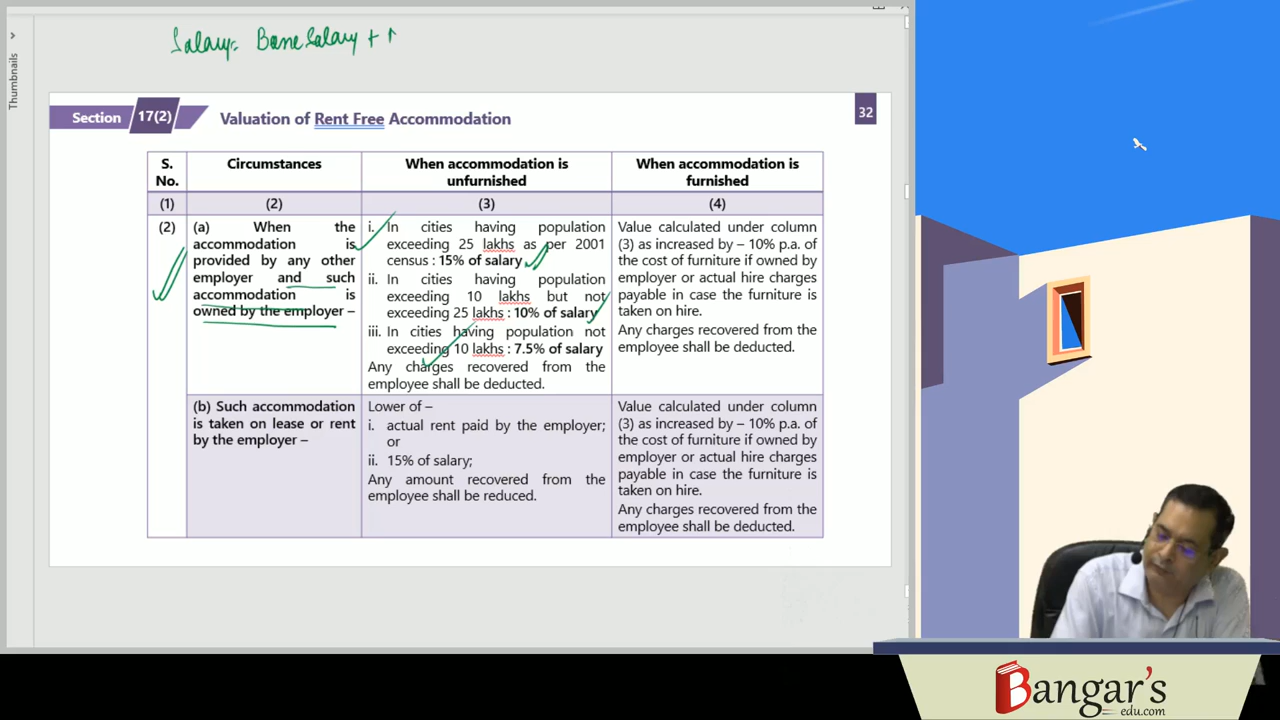 Thumbnails
Salary = Basic Salary +
Section 17(2) Valuation of Rent Free Accommodation 32
S. No.
Circumstances
When accommodation is unfurnished
When accommodation is furnished
(1)
(2)
(3)
(4)
(2)
(a) When the
accommodation is
provided by any other
employer and such
accommodation is
owned by the employer –
i. In cities having population
exceeding 25 lakhs as per 2001
census : 15% of salary
ii. In cities having population
exceeding 10 lakhs but not
exceeding 25 lakhs : 10% of salary
iii. In cities having population not
exceeding 10 lakhs : 7.5% of salary
Any charges recovered from the
employee shall be deducted.
Value calculated under column
(3) as increased by – 10% p.a. of
the cost of furniture if owned by
employer or actual hire charges
payable in case the furniture is
taken on hire.
Any charges recovered from the
employee shall be deducted.
(b) Such accommodation
is taken on lease or rent
by the employer –
Lower of –
i. actual rent paid by the employer;
or
ii. 15% of salary;
Any amount recovered from the
employee shall be reduced.
Value calculated under column
(3) as increased by – 10% p.a. of
the cost of furniture if owned by
employer or actual hire charges
payable in case the furniture is
taken on hire.
Any charges recovered from the
employee shall be deducted.
Bangar's
edu.com